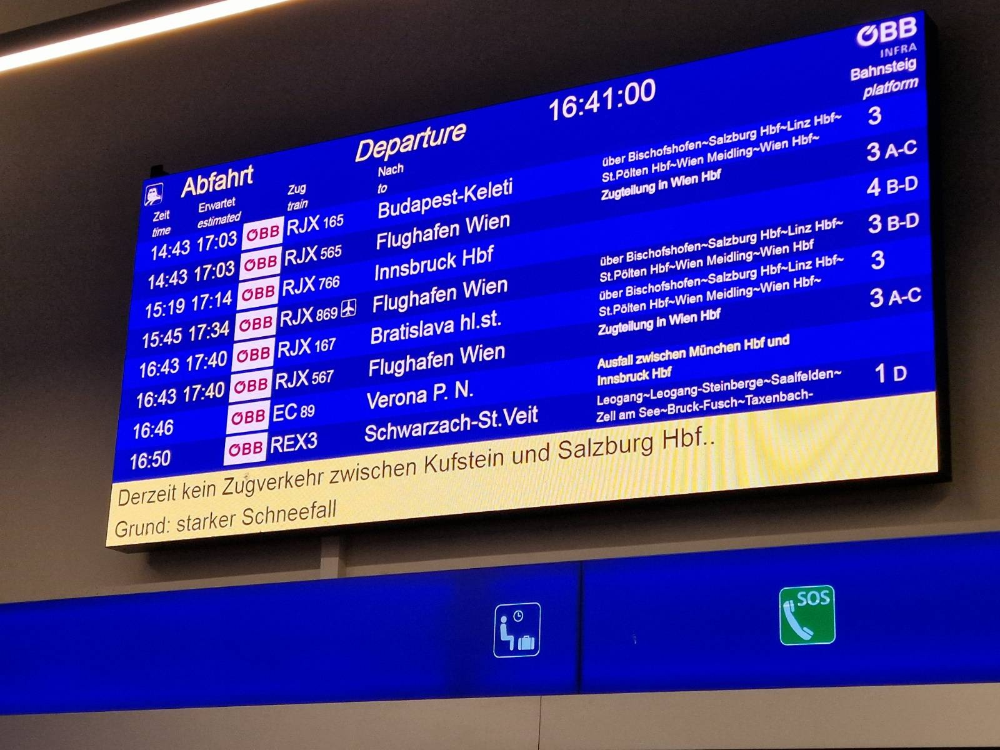 ÖBB
INFRA
Abfahrt Departure 16:41:00 Bahnsteig
platform
Zeit Erwartet Zug Nach
time estimated train to
14:43 17:03 ÖBB RJX 165 Budapest-Keleti über Bischofshofen~Salzburg Hbf~Linz Hbf~ 3
St.Pölten Hbf~Wien Meidling~Wien Hbf~
14:43 17:03 ÖBB RJX 565 Flughafen Wien Zugteilung in Wien Hbf 3 A-C
15:19 17:14 ÖBB RJX 766 Innsbruck Hbf 4 B-D
15:45 17:34 ÖBB RJX 869 Flughafen Wien über Bischofshofen~Salzburg Hbf~Linz Hbf~ 3 B-D
St.Pölten Hbf~Wien Meidling~Wien Hbf
16:43 17:40 ÖBB RJX 167 Bratislava hl.st. über Bischofshofen~Salzburg Hbf~Linz Hbf~ 3
St.Pölten Hbf~Wien Meidling~Wien Hbf~
16:43 17:40 ÖBB RJX 567 Flughafen Wien Zugteilung in Wien Hbf 3 A-C
16:46 ÖBB EC 89 Verona P. N. Ausfall zwischen München Hbf und
Innsbruck Hbf
16:50 ÖBB REX3 Schwarzach-St.Veit Leogang~Leogang-Steinberge~Saalfelden~ 1 D
Zell am See~Bruck-Fusch~Taxenbach-
Derzeit kein Zugverkehr zwischen Kufstein und Salzburg Hbf..
Grund: starker Schneefall
SOS